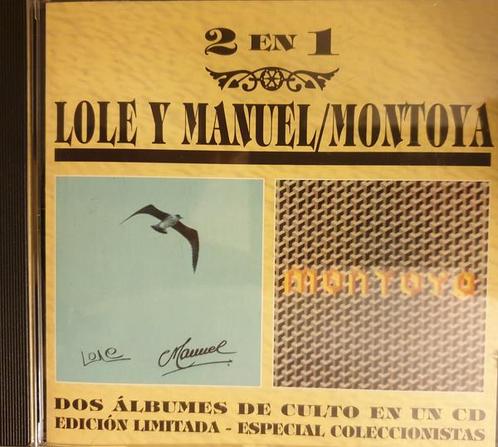 2 EN 1
LOLE Y MANUEL/MONTOYA
Lole Manuel
montoya
DOS ÁLBUMES DE CULTO EN UN CD
EDICIÓN LIMITADA - ESPECIAL COLECCIONISTAS